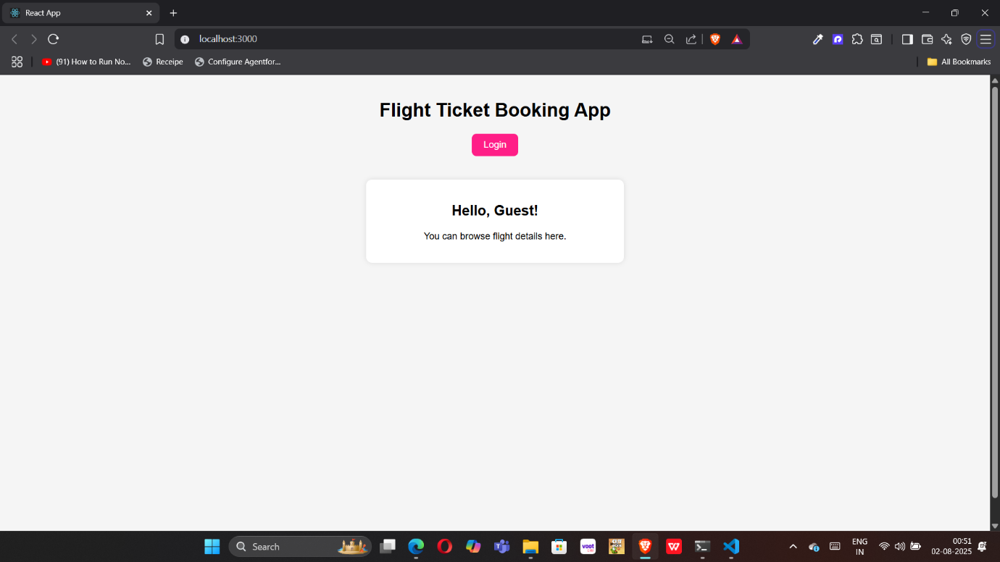 React App
localhost:3000
(91) How to Run No...
Receipe
Configure Agentfor...
All Bookmarks
Flight Ticket Booking App
Login
Hello, Guest!
You can browse flight details here.
Search
voot
ENG
IN
00:51
02-08-2025